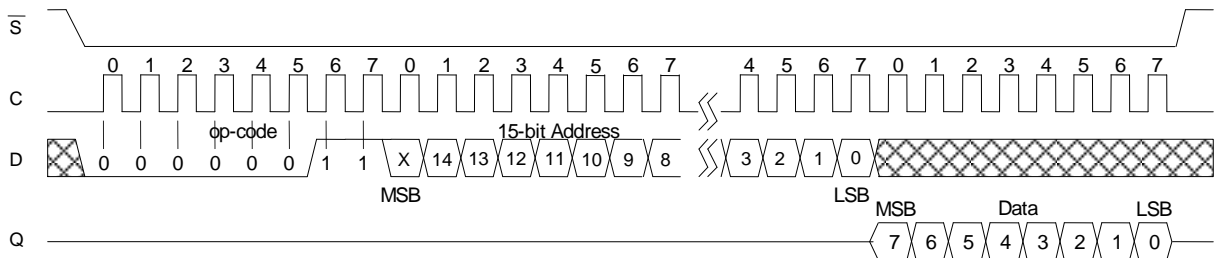 S
0 1 2 3 4 5 6 7 0 1 2 3 4 5 6 7 4 5 6 7 0 1 2 3 4 5 6 7
C
op-code 15-bit Address
D 0 0 0 0 0 0 1 1 X 14 13 12 11 10 9 8 3 2 1 0
MSB LSB
MSB Data LSB
Q 7 6 5 4 3 2 1 0